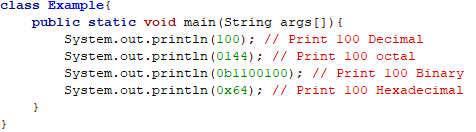 class Example{
    public static void main(String args[]){
        System.out.println(100); // Print 100 Decimal
        System.out.println(0144); // Print 100 octal
        System.out.println(0b1100100); // Print 100 Binary
        System.out.println(0x64); // Print 100 Hexadecimal
    }
}